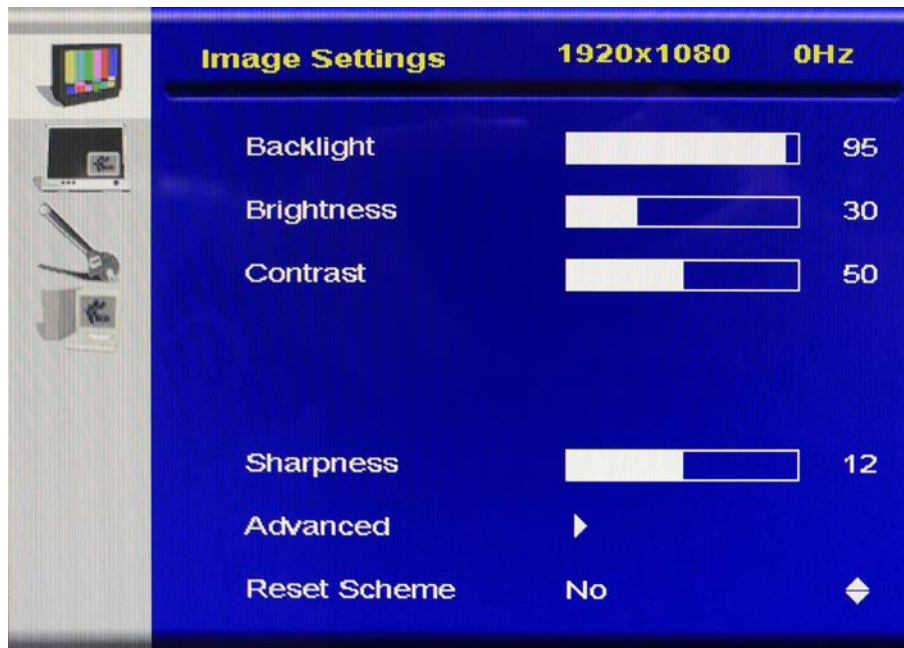 Image Settings 1920x1080 0Hz
Backlight 95
Brightness 30
Contrast 50
Sharpness 12
Advanced
Reset Scheme No